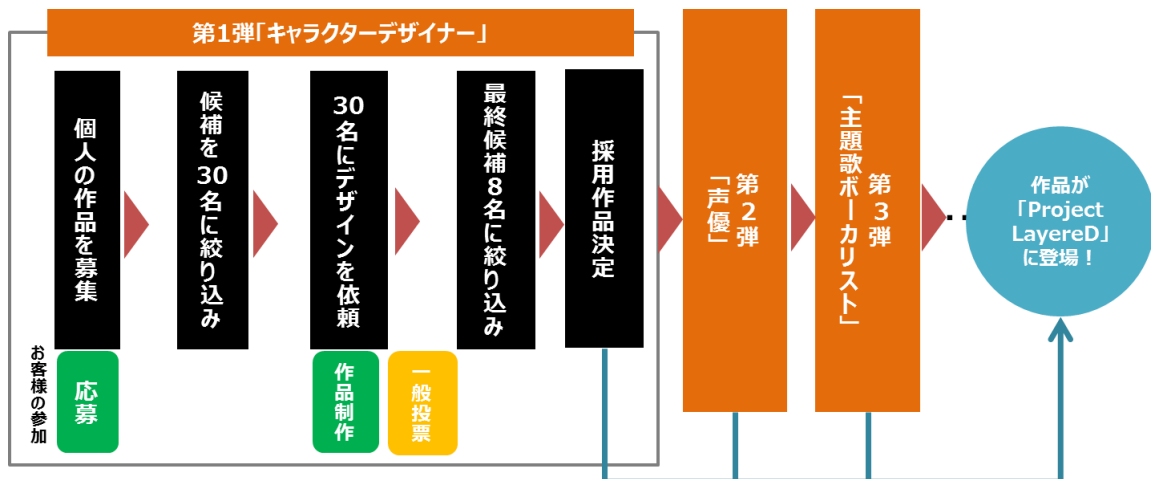 第1弾「キャラクターデザイナー」
個人の作品を募集
候補を30名に絞り込み
30名にデザインを依頼
最終候補8名に絞り込み
採用作品決定
お客様の参加
応募
作品制作
一般投票
第2弾
「声優」
第3弾
「主題歌ボーカリスト」
・・
作品が
「Project
LayereD」
に登場！